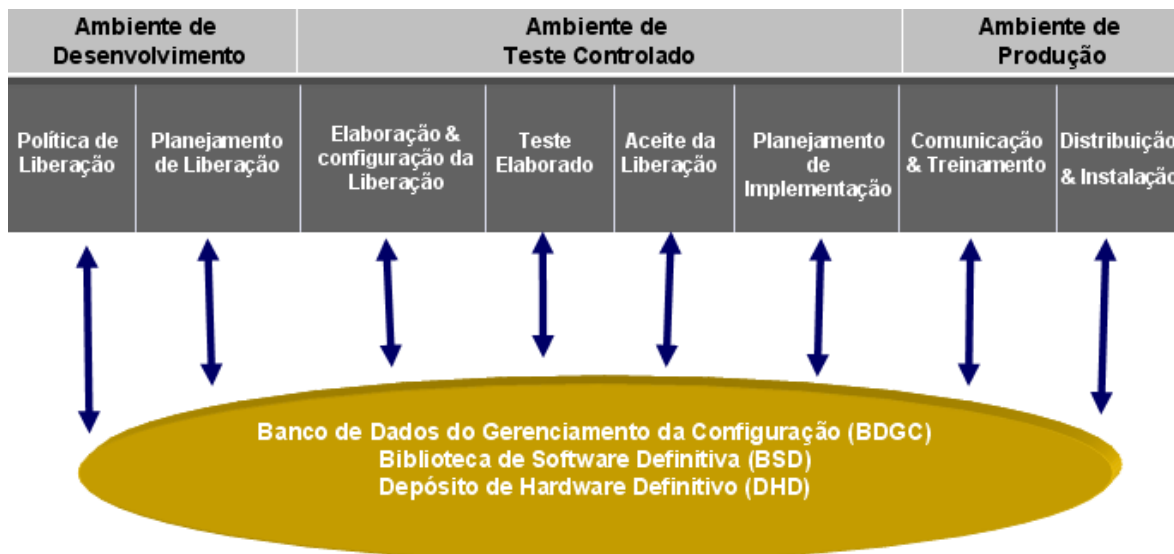 Ambiente de
Desenvolvimento
Ambiente de
Teste Controlado
Ambiente de
Produção
Política de
Liberação
Planejamento
de Liberação
Elaboração &
configuração da
Liberação
Teste
Elaborado
Aceite da
Liberação
Planejamento
de
Implementação
Comunicação
& Treinamento
Distribuição
& Instalação
Banco de Dados do Gerenciamento da Configuração (BDGC)
Biblioteca de Software Definitiva (BSD)
Depósito de Hardware Definitivo (DHD)